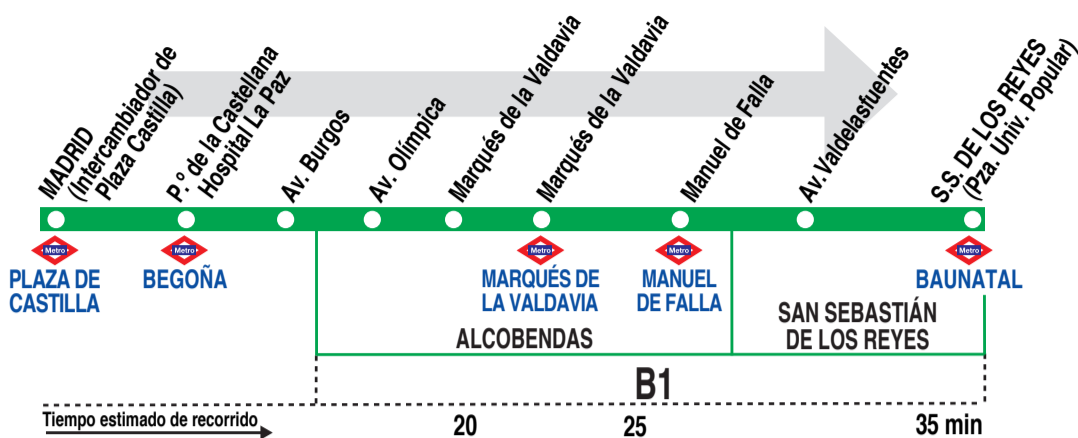 MADRID
(Intercambiador de
Plaza Castilla)
P.º de la Castellana
Hospital La Paz
Av. Burgos
Av. Olímpica
Marqués de la Valdavia
Marqués de la Valdavia
Manuel de Falla
Av. Valdelasfuentes
S.S. DE LOS REYES
(Pza. Univ. Popular)
Metro
PLAZA DE
CASTILLA
Metro
BEGOÑA
Metro
MARQUÉS DE
LA VALDAVIA
Metro
MANUEL
DE FALLA
Metro
BAUNATAL
ALCOBENDAS
SAN SEBASTIÁN
DE LOS REYES
B1
Tiempo estimado de recorrido
20
25
35 min